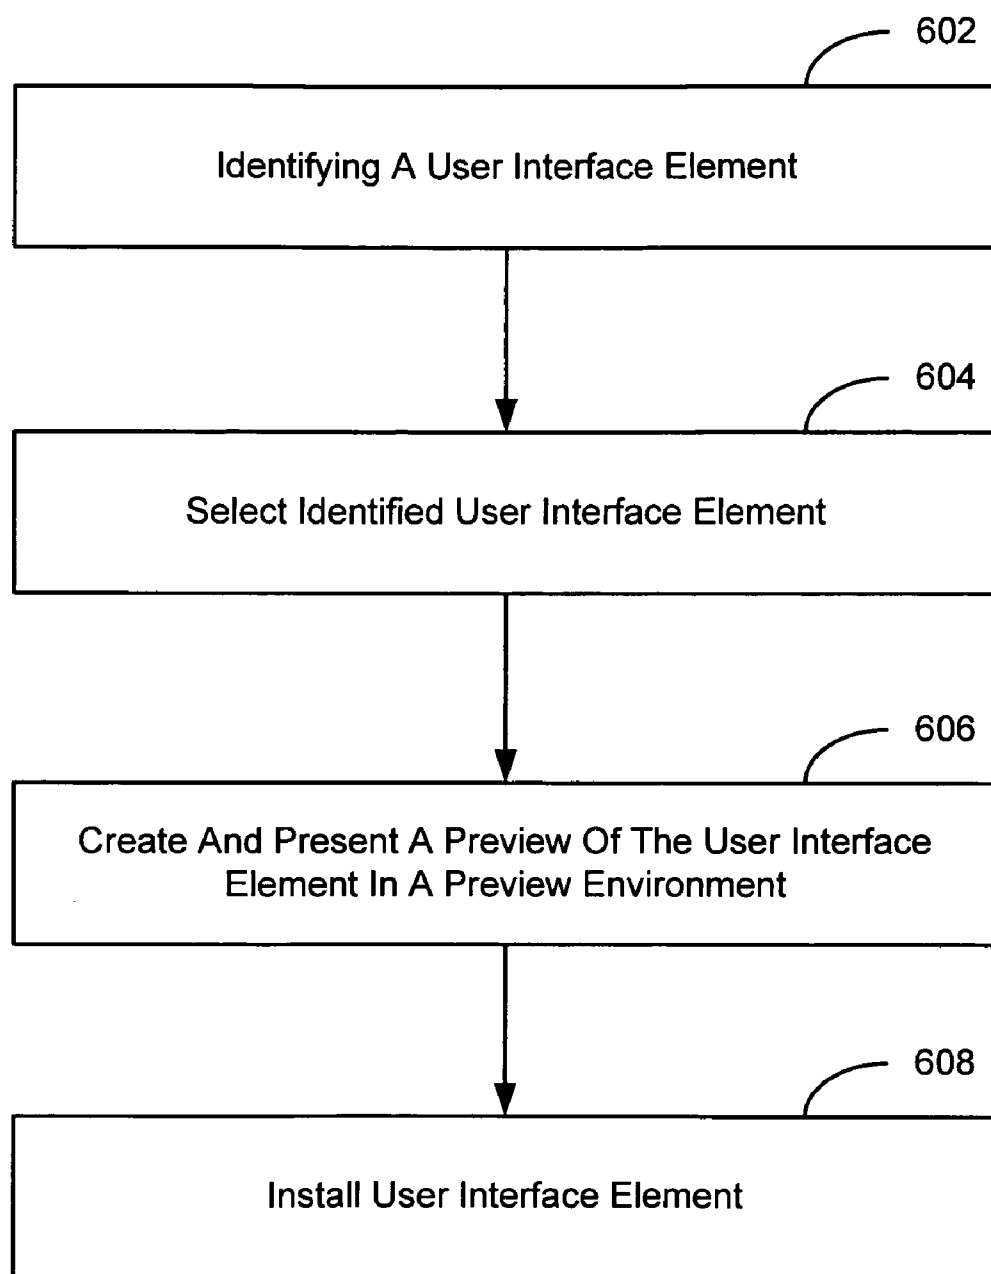 602
Identifying A User Interface Element
604
Select Identified User Interface Element
606
Create And Present A Preview Of The User Interface
Element In A Preview Environment
608
Install User Interface Element